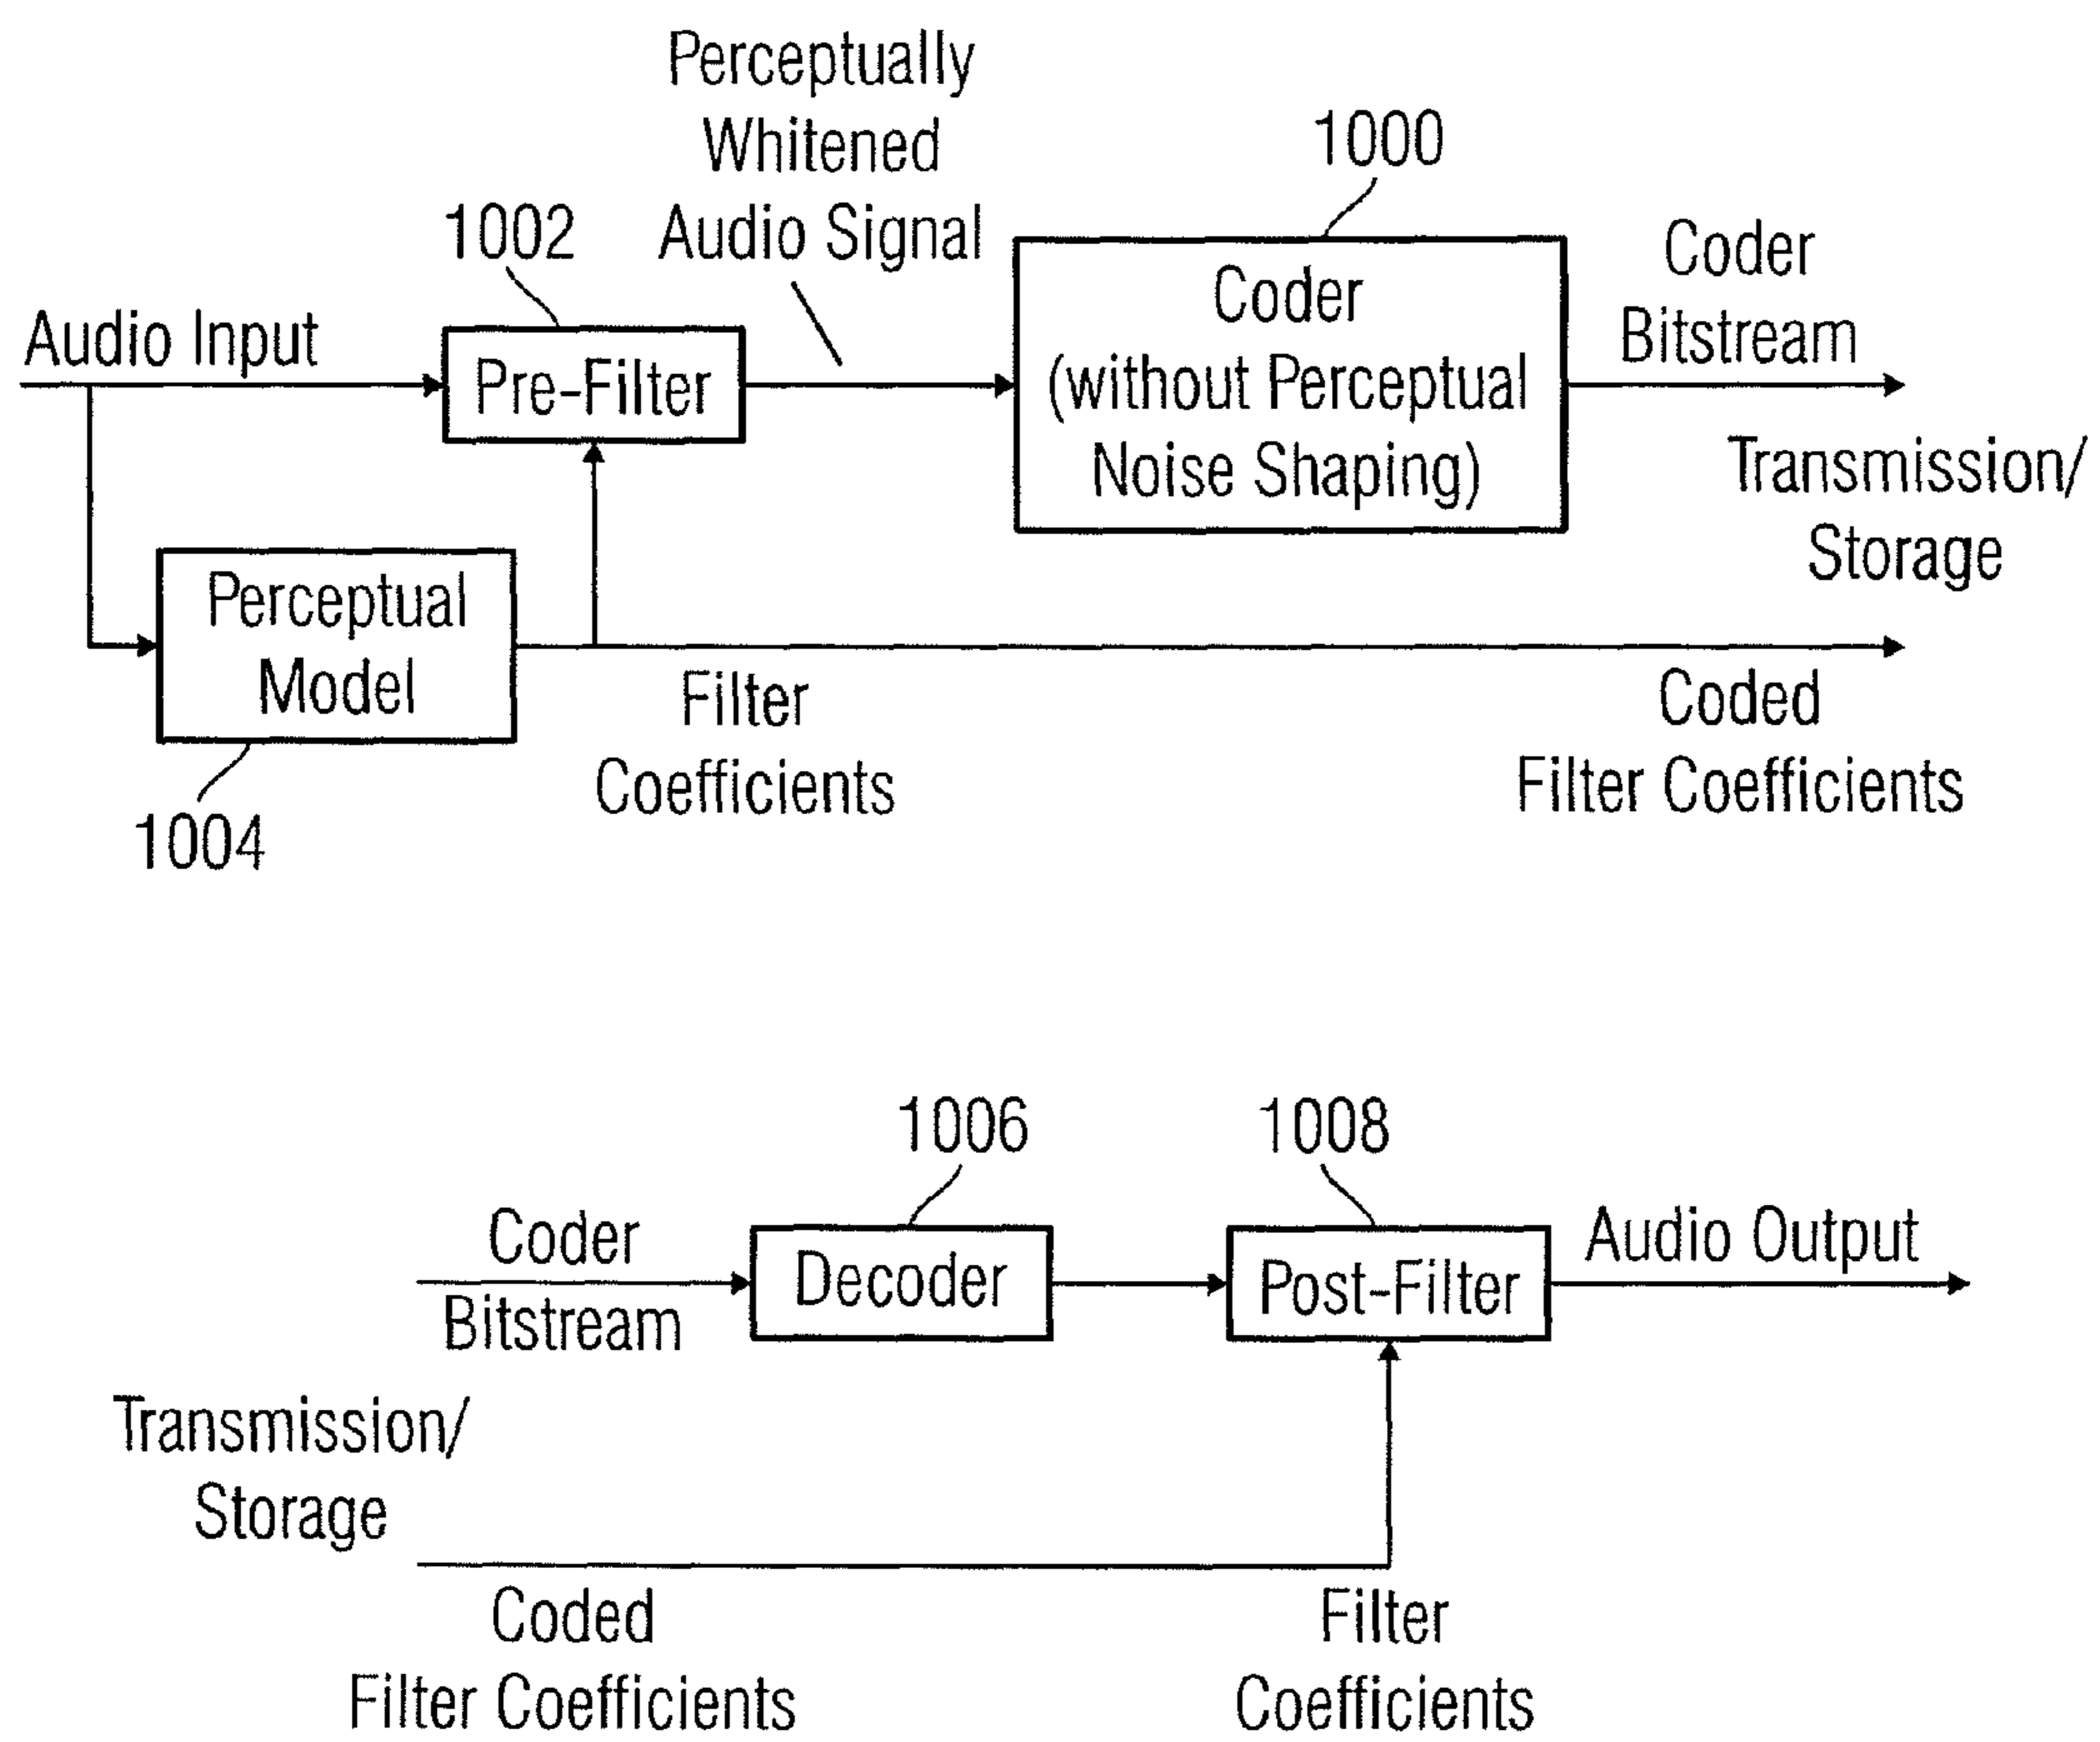 Perceptually
Whitened
Audio Signal
1000
1002
Audio Input
Pre-Filter
Coder
(without Perceptual
Noise Shaping)
Coder
Bitstream
Transmission/
Storage
Perceptual
Model
1004
Filter
Coefficients
Coded
Filter Coefficients
1006
1008
Coder
Bitstream
Decoder
Post-Filter
Audio Output
Transmission/
Storage
Coded
Filter Coefficients
Filter
Coefficients